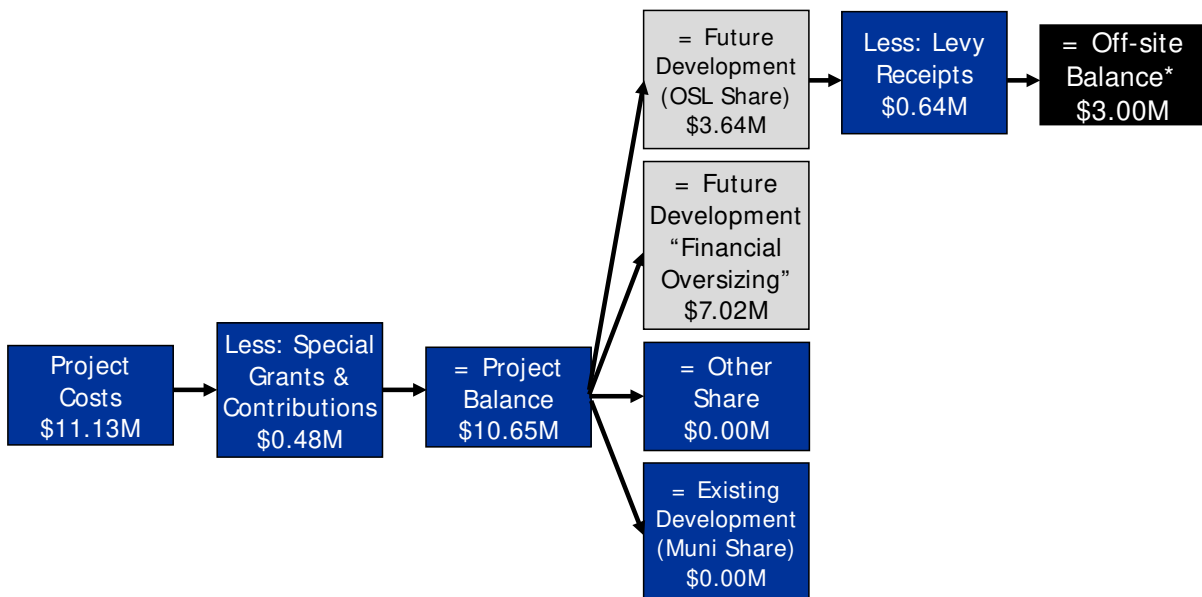 Project
Costs
$11.13M
Less: Special
Grants &
Contributions
$0.48M
= Project
Balance
$10.65M
= Future
Development
(OSL Share)
$3.64M
Less: Levy
Receipts
$0.64M
= Off-site
Balance*
$3.00M
= Future
Development
“Financial
Oversizing”
$7.02M
= Other
Share
$0.00M
= Existing
Development
(Muni Share)
$0.00M